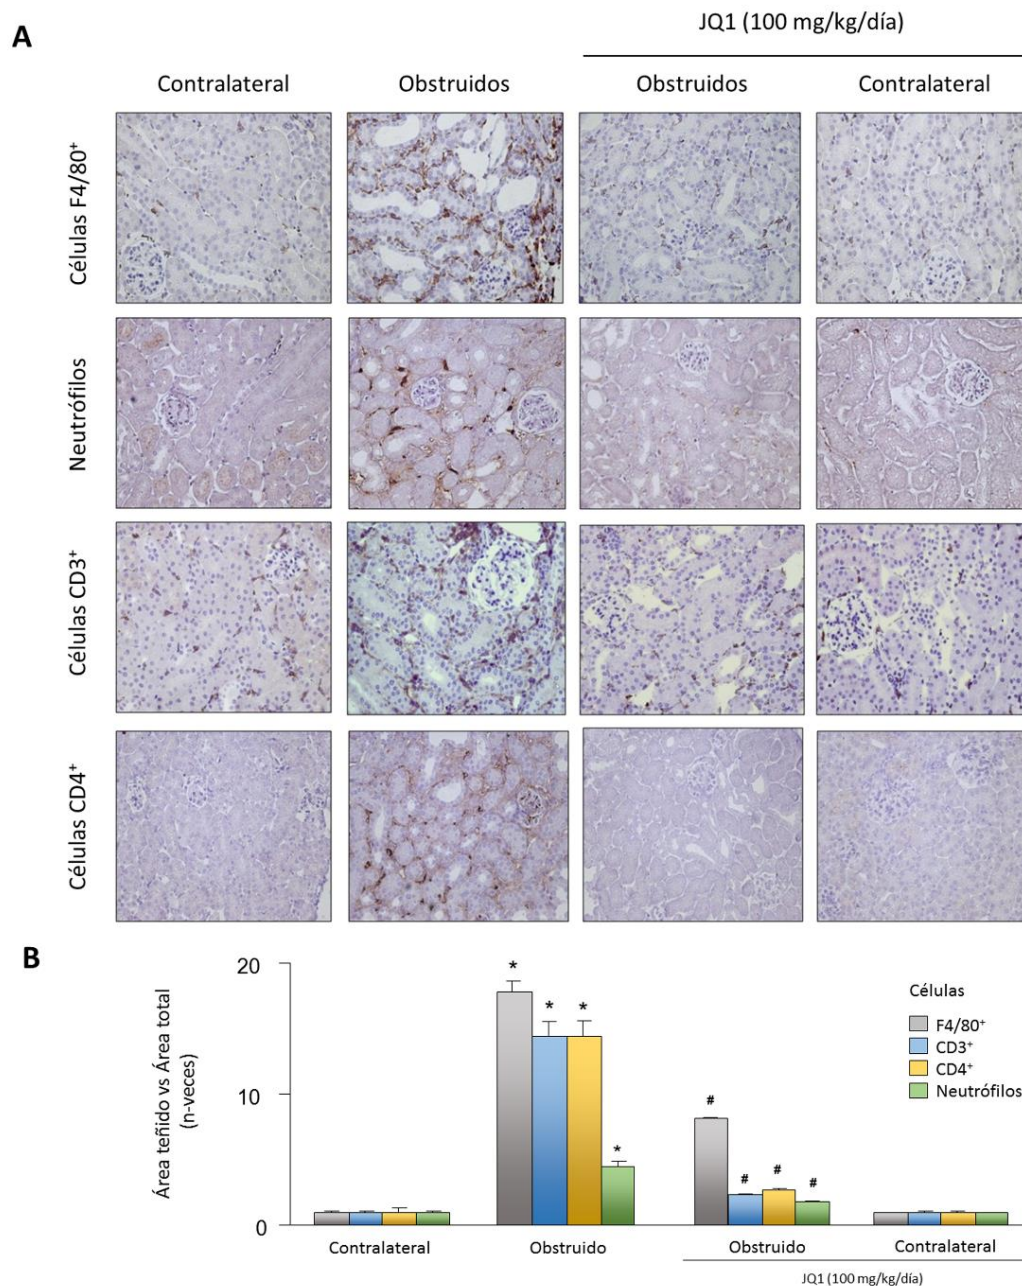 A
JQ1 (100 mg/kg/día)
Contralateral
Obstruidos
Obstruidos
Contralateral
Células F4/80⁺
Neutrófilos
Células CD3⁺
Células CD4⁺
B
Área teñido vs Área total
(n-veces)
20
10
0
*
*
*
*
#
#
#
#
Células
F4/80⁺
CD3⁺
CD4⁺
Neutrófilos
Contralateral
Obstruido
Obstruido
Contralateral
JQ1 (100 mg/kg/día)